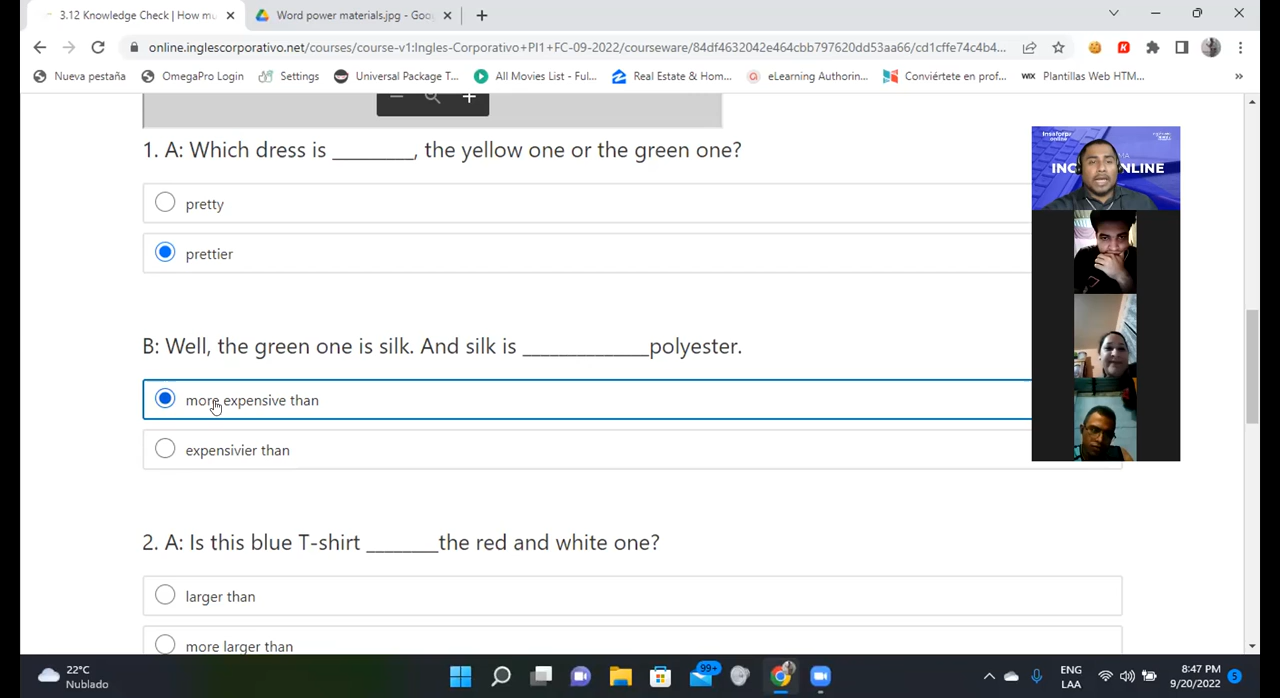 3.12 Knowledge Check | How mu
Word power materials.jpg - Goo
online.inglescorporativo.net/courses/course-v1:Ingles-Corporativo+PI1+FC-09-2022/courseware/84df4632042e464cbb797620dd53aa66/cd1cffe74c4b4...
Nueva pestaña
OmegaPro Login
Settings
Universal Package T...
All Movies List - Ful...
Real Estate & Hom...
eLearning Authorin...
Conviértete en prof...
WIX Plantillas Web HTM...
»
1. A: Which dress is ________, the yellow one or the green one?
pretty
prettier
B: Well, the green one is silk. And silk is _____________polyester.
more expensive than
expensivier than
2. A: Is this blue T-shirt _______the red and white one?
larger than
more larger than
22°C
Nublado
99+
ENG
LAA
8:47 PM
9/20/2022
5